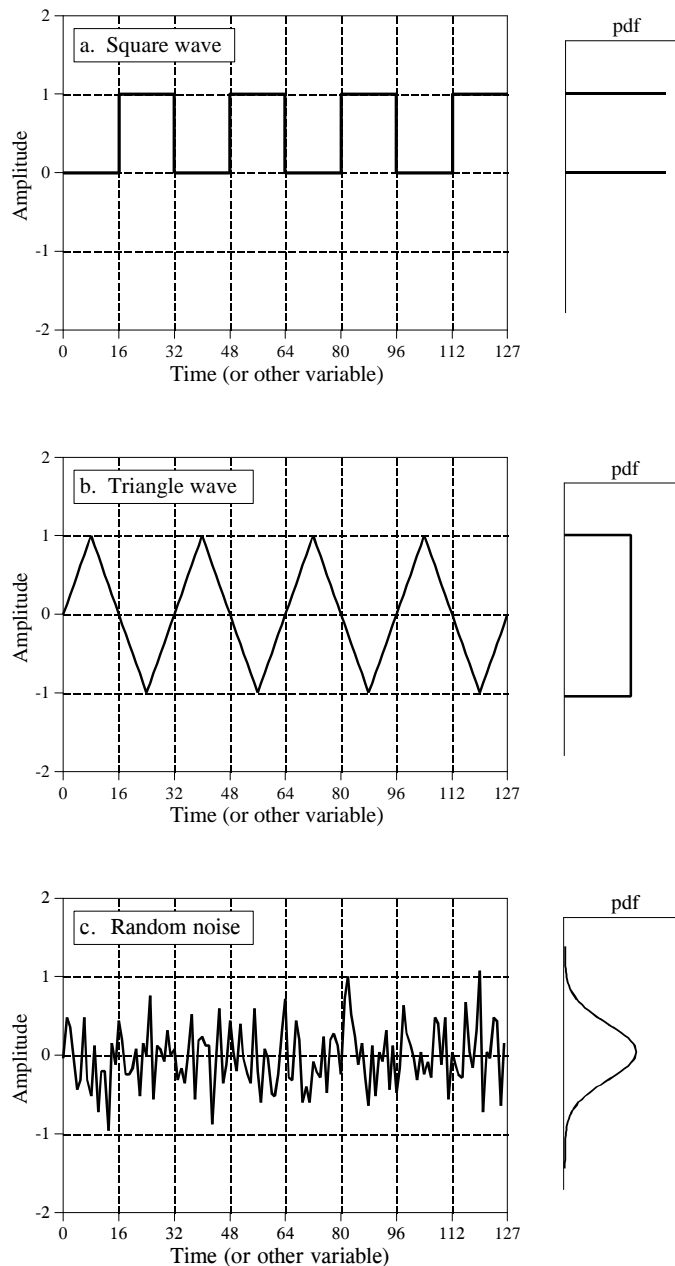 2
a. Square wave
pdf
1
0
-1
-2
Amplitude
0 16 32 48 64 80 96 112 127
Time (or other variable)
2
b. Triangle wave
pdf
1
0
-1
-2
Amplitude
0 16 32 48 64 80 96 112 127
Time (or other variable)
2
c. Random noise
pdf
1
0
-1
-2
Amplitude
0 16 32 48 64 80 96 112 127
Time (or other variable)